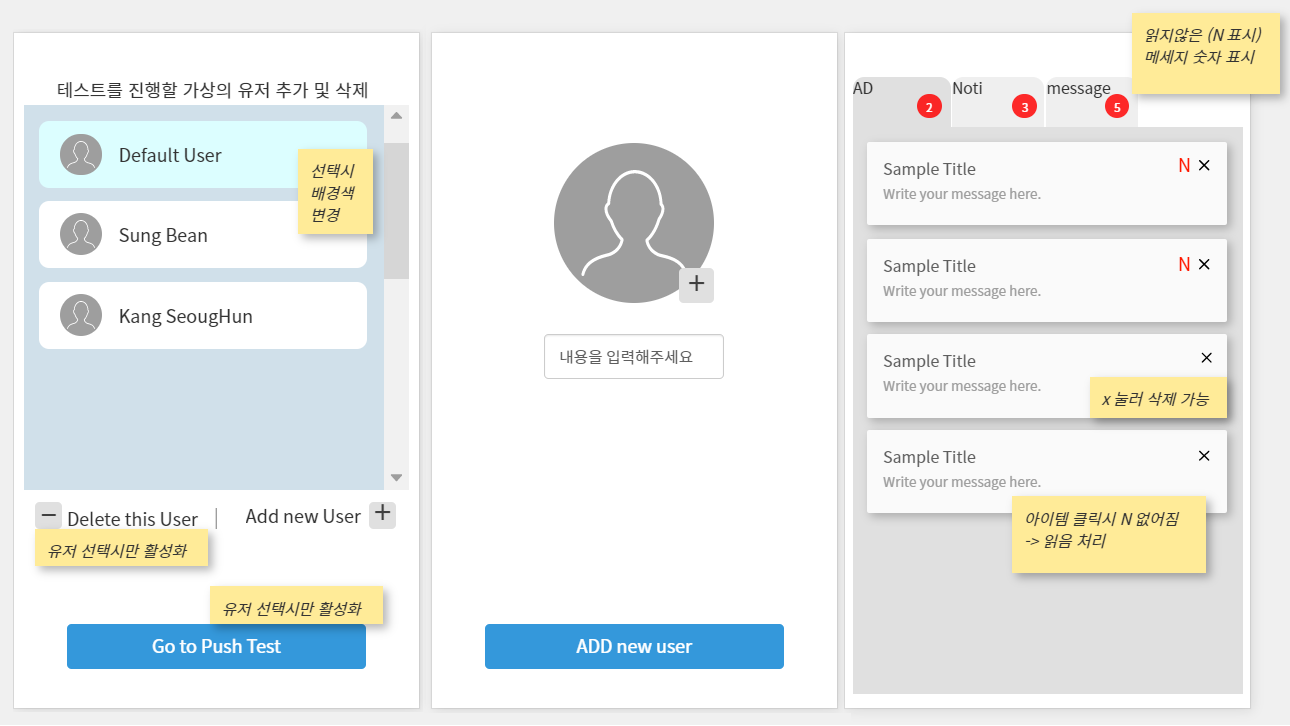 테스트를 진행할 가상의 유저 추가 및 삭제
Default User
선택시
배경색
변경
Sung Bean
Kang SeougHun
Delete this User | Add new User
유저 선택시만 활성화
유저 선택시만 활성화
Go to Push Test
내용을 입력해주세요
ADD new user
읽지않은 (N 표시)
메세지 숫자 표시
AD
2
Noti
3
message
5
Sample Title
N
Write your message here.
Sample Title
N
Write your message here.
Sample Title
Write your message here.
x 눌러 삭제 가능
Sample Title
Write your message here.
아이템 클릭시 N 없어짐
-> 읽음 처리